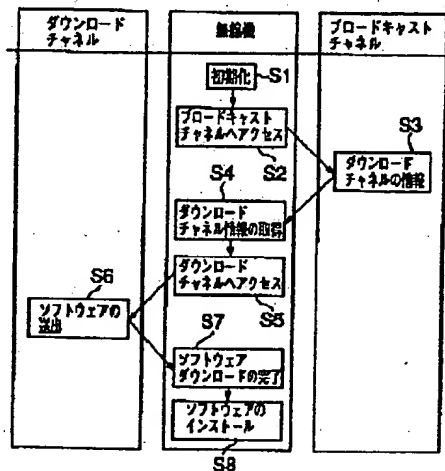 ダウンロード
チャネル
無線機
ブロードキャスト
チャネル
初期化
S1
ブロードキャスト
チャネルへアクセス
S2
S3
ダウンロード
チャネルの情報
S4
ダウンロード
チャネル情報の取得
ダウンロード
チャネルへアクセス
S5
S6
ソフトウェアの
送出
S7
ソフトウェア
ダウンロードの完了
ソフトウェアの
インストール
S8